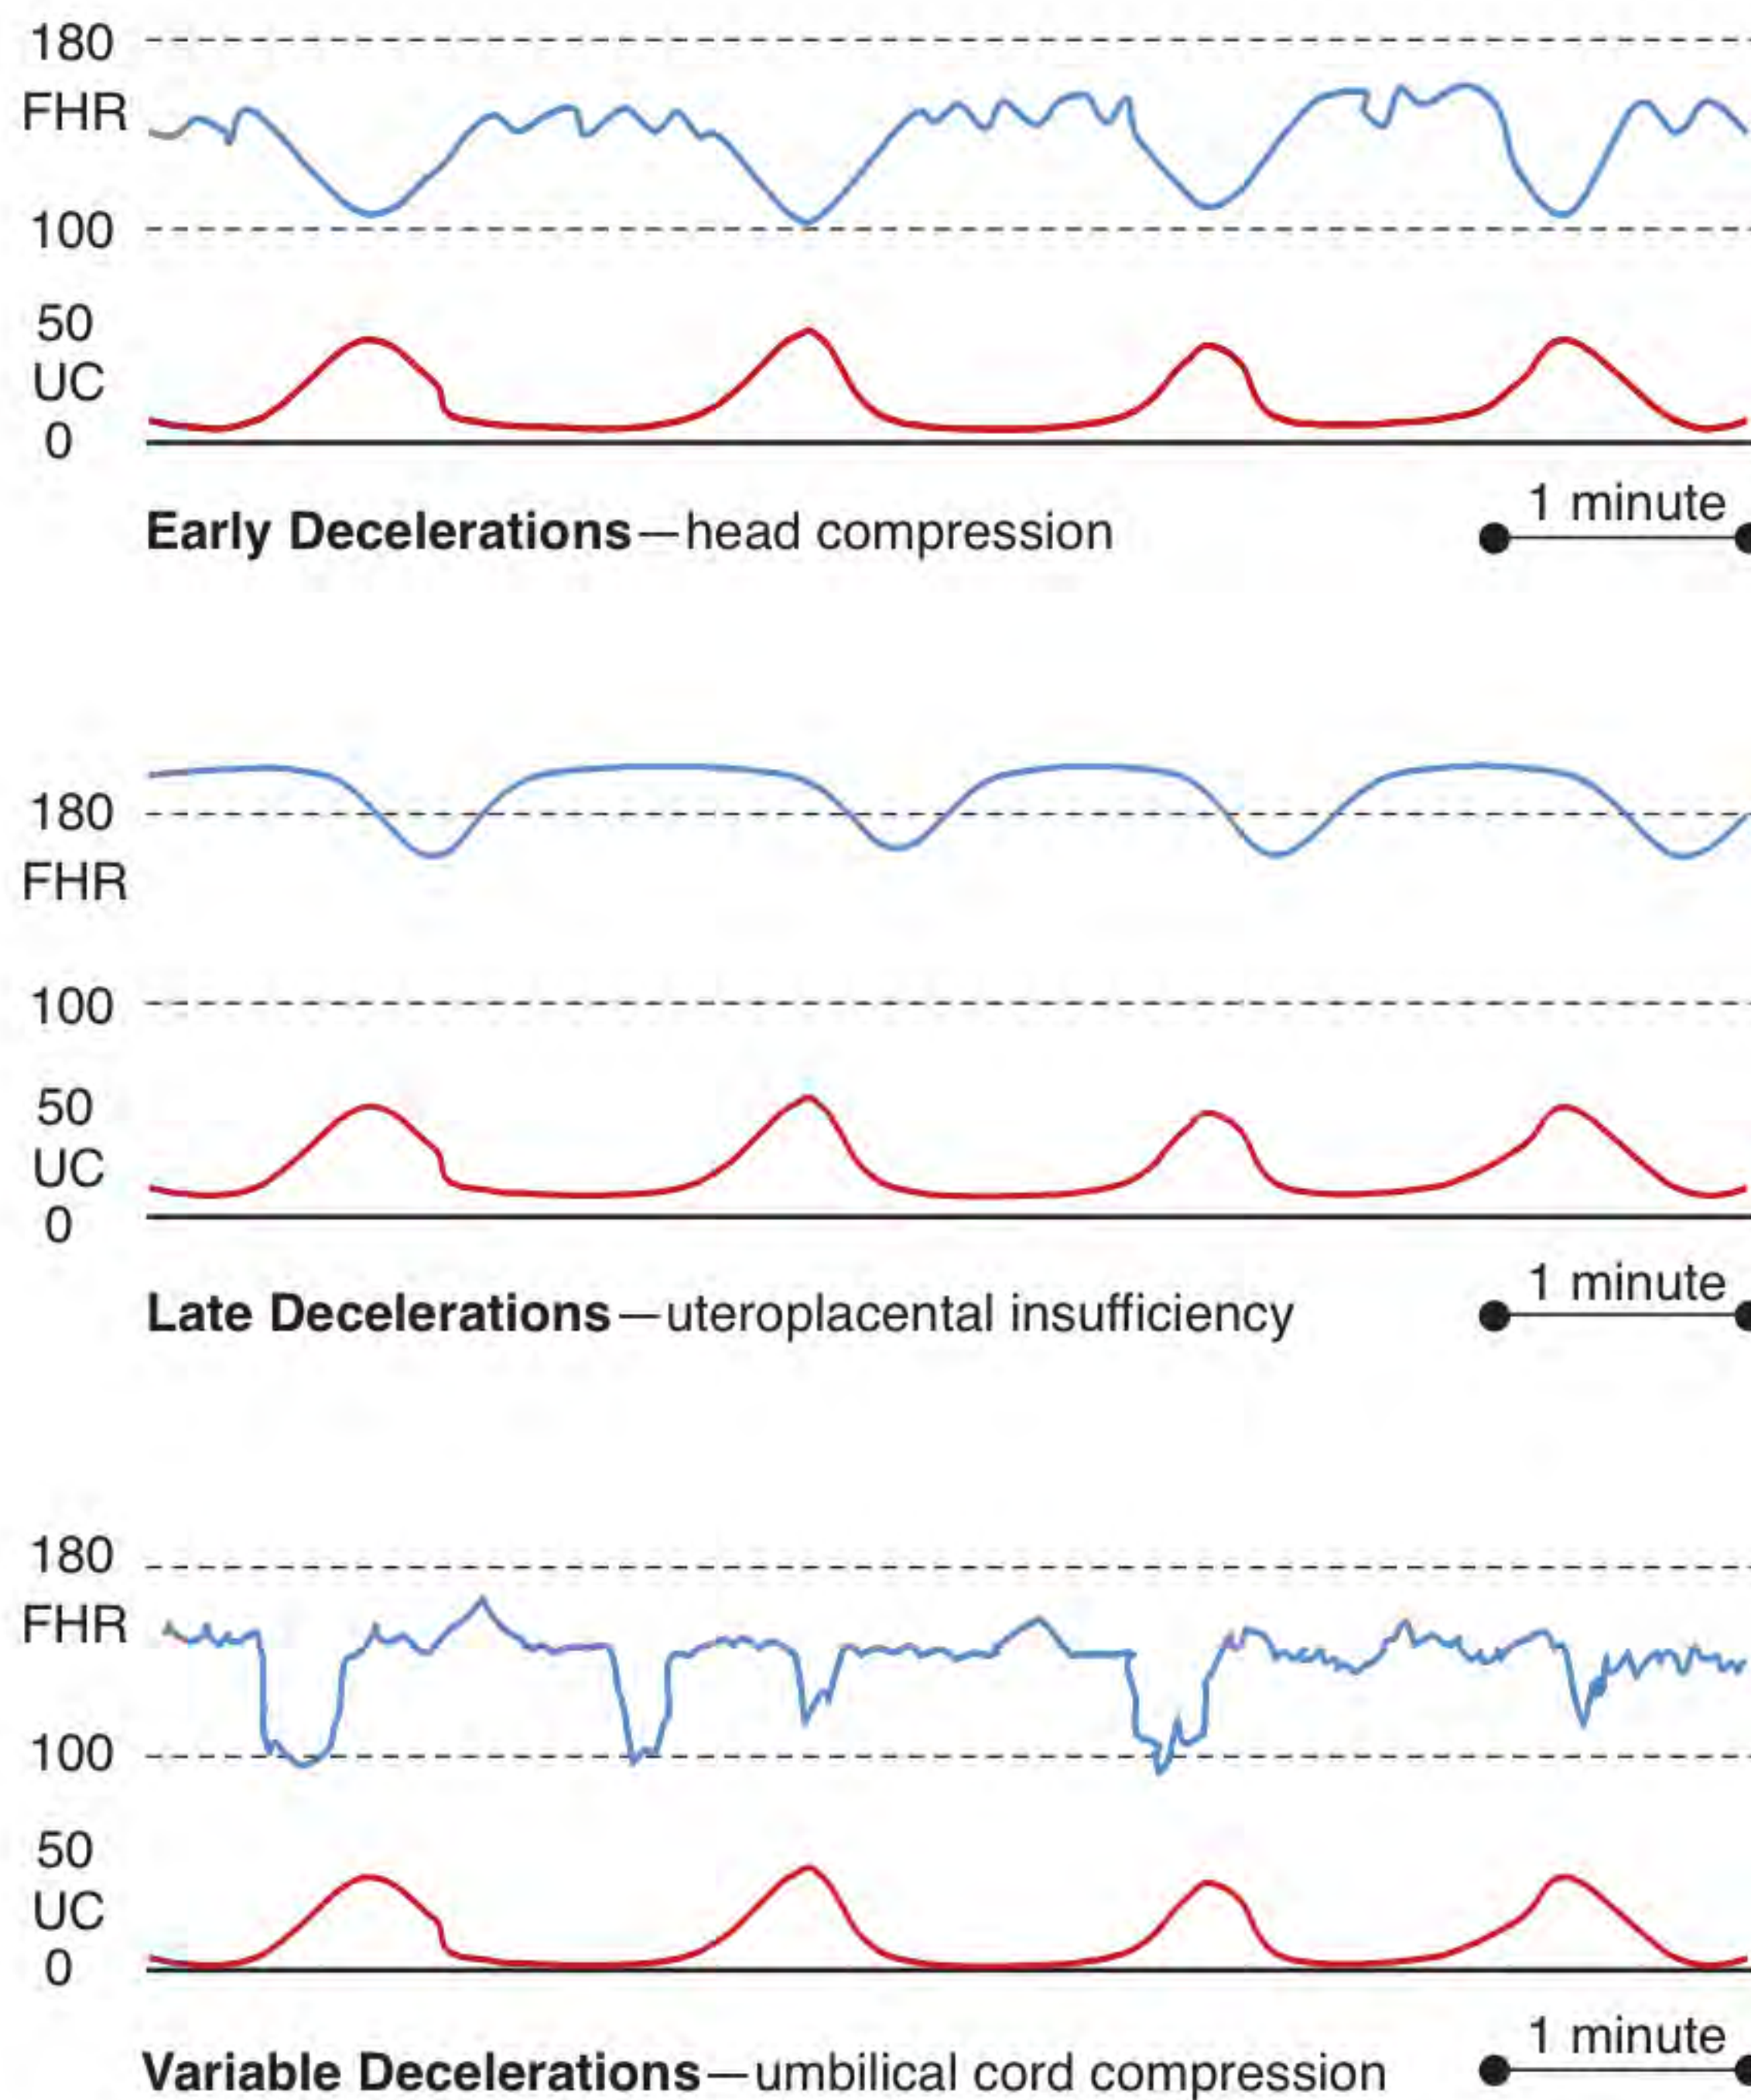 180
FHR
100
50
UC
0
Early Decelerations—head compression
1 minute
180
FHR
100
50
UC
0
Late Decelerations—uteroplacental insufficiency
1 minute
180
FHR
100
50
UC
0
Variable Decelerations—umbilical cord compression
1 minute